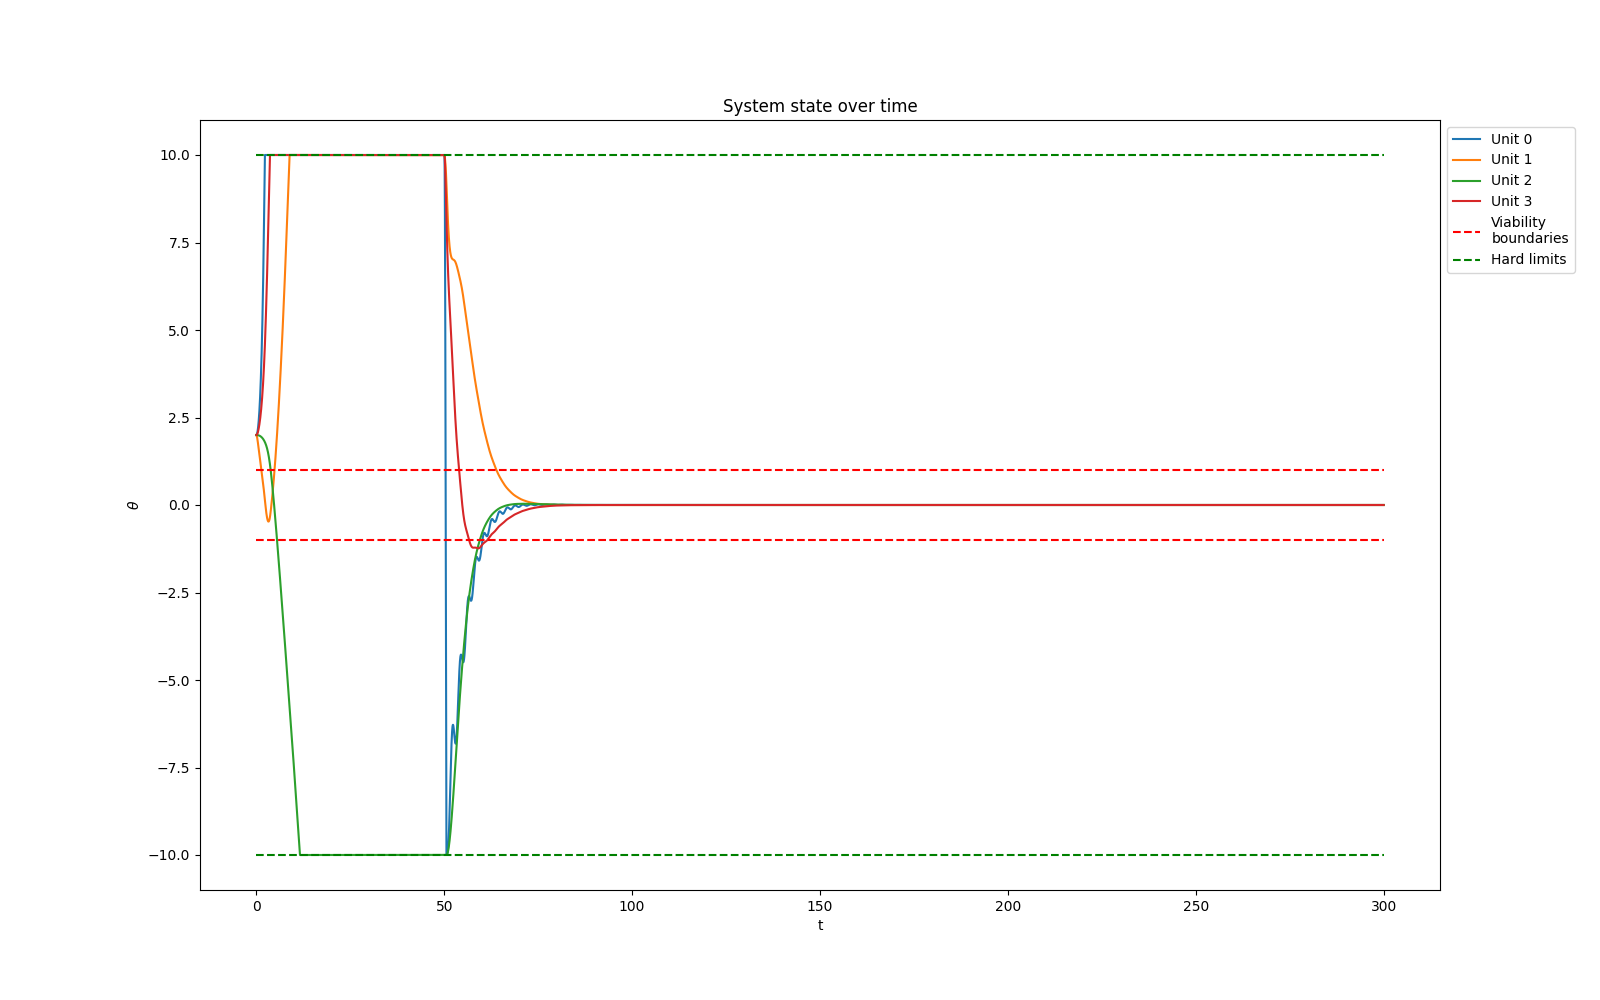 System state over time
10.0
7.5
5.0
2.5
0.0
−2.5
−5.0
−7.5
−10.0
θ
0
50
100
150
200
250
300
t
Unit 0
Unit 1
Unit 2
Unit 3
Viability
boundaries
Hard limits